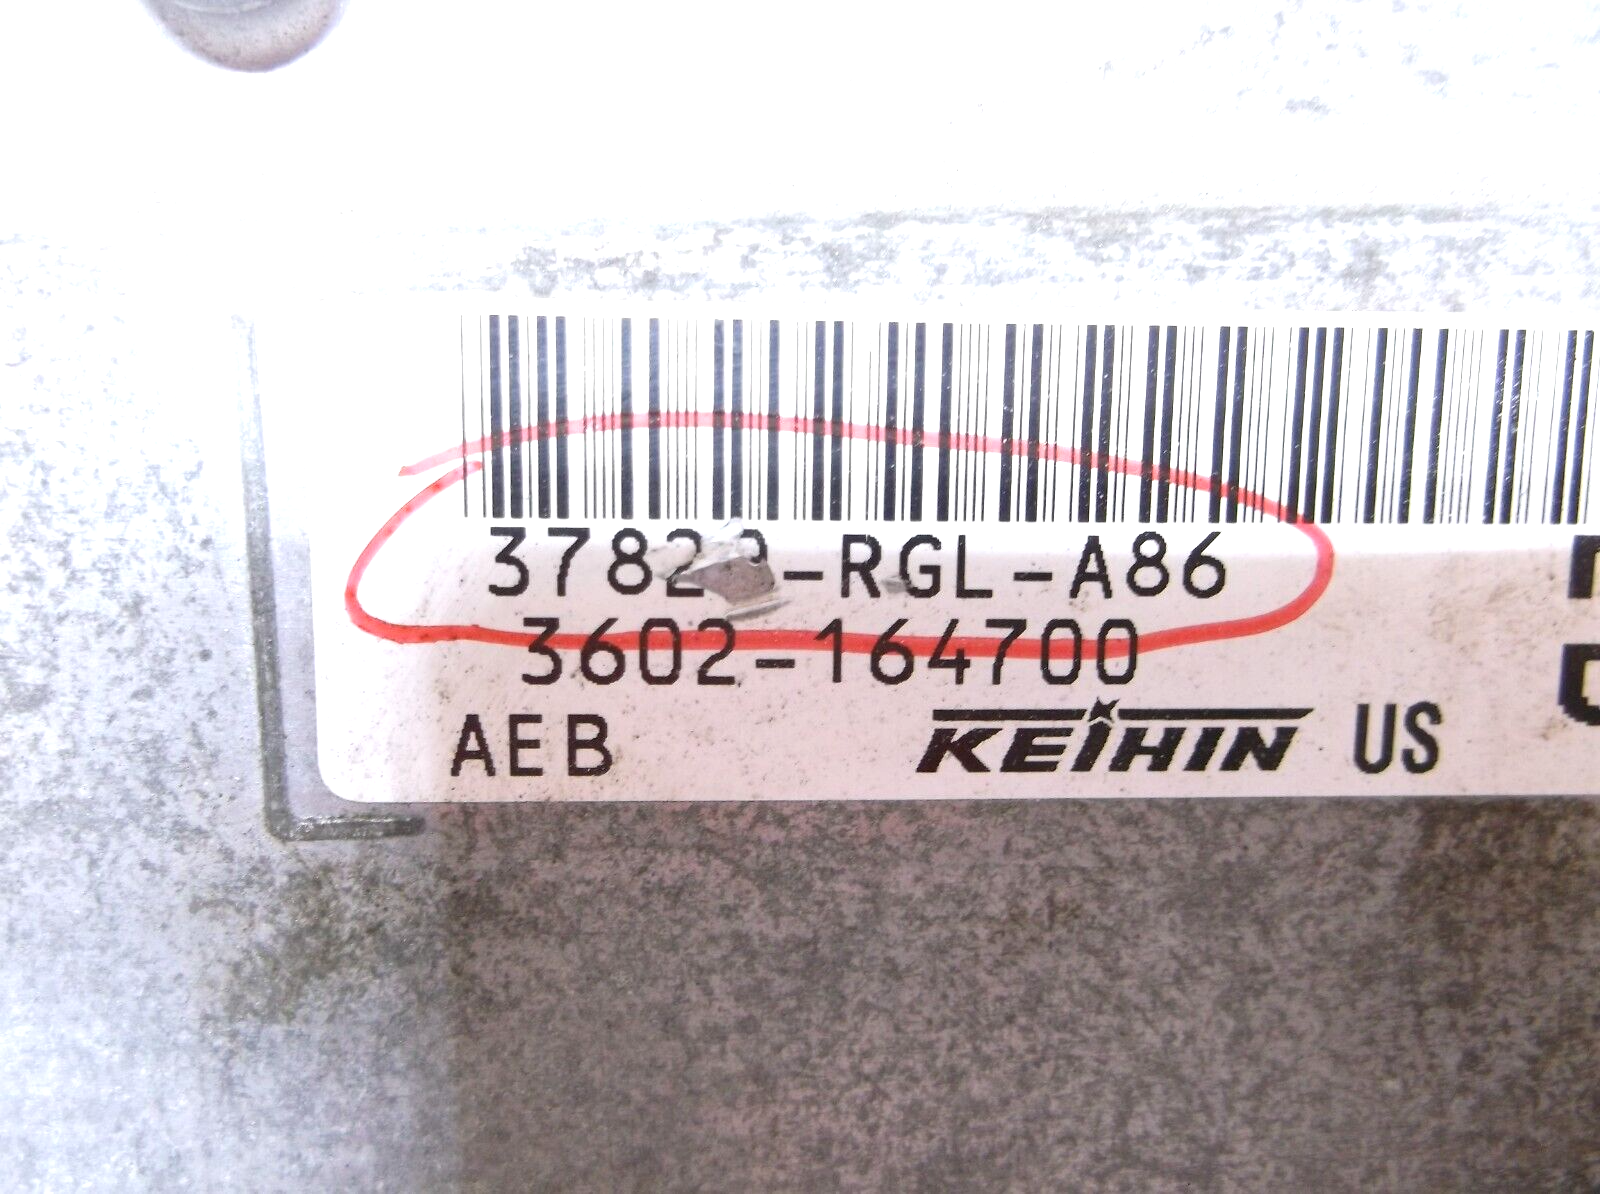 -RGL-A86
3602-164700
AEB KEIHIN US